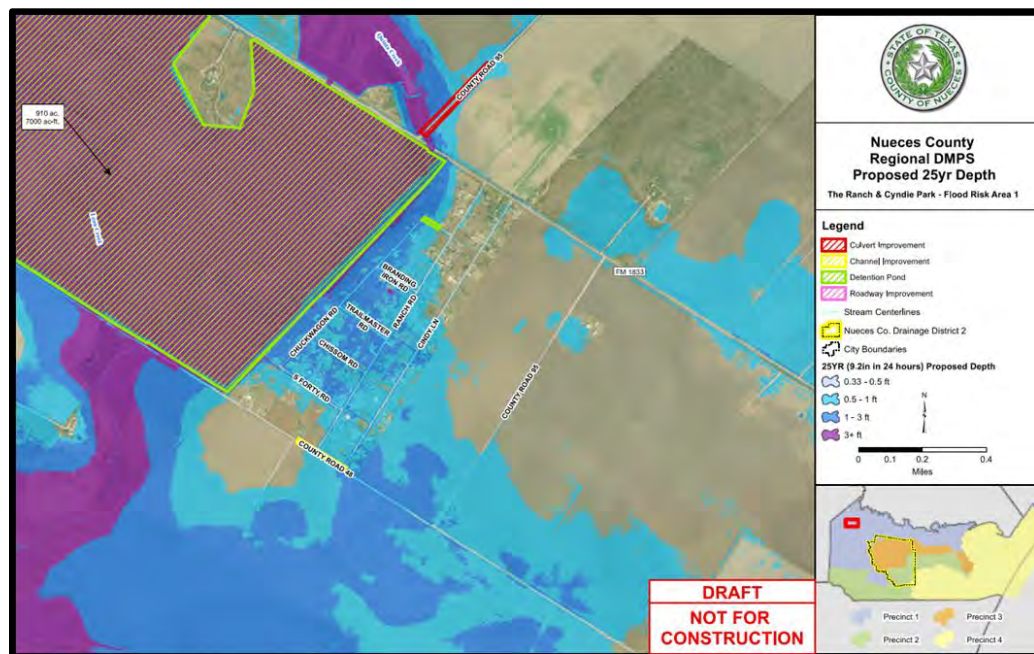 910 ac,
7000 ac-ft.
COUNTY ROAD 95
BRANDING
IRON RD
RANCH RD
TRAILMASTER
RD
CHUCKWAGON RD
CHISSOM RD
CINDY LN
S FORTY RD
COUNTY ROAD 48
COUNTY ROAD 95
FM 1833
DRAFT
NOT FOR
CONSTRUCTION
STATE OF TEXAS
COUNTY OF NUECES
Nueces County
Regional DMPS
Proposed 25yr Depth
The Ranch & Cyndie Park - Flood Risk Area 1
Legend
Culvert Improvement
Channel Improvement
Detention Pond
Roadway Improvement
Stream Centerlines
Nueces Co. Drainage District 2
City Boundaries
25YR (9.2in in 24 hours) Proposed Depth
0.33 - 0.5 ft
0.5 - 1 ft
1 - 3 ft
3+ ft
N
0 0.1 0.2 0.4
Miles
Precinct 1 Precinct 3
Precinct 2 Precinct 4